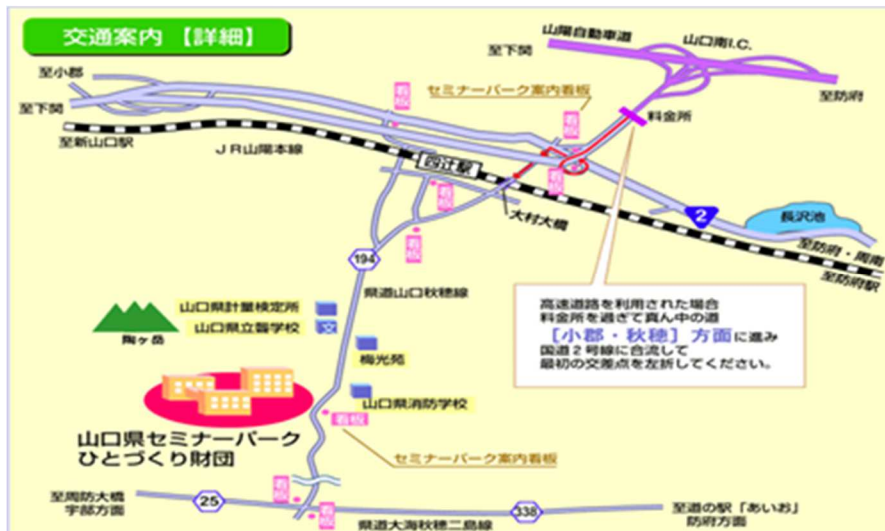 交通案内【詳細】
山陽自動車道
山口南I.C.
至下関
至防府
料金所
至小郡
至下関
至新山口駅
JR山陽本線
看板
セミナーパーク案内看板
看板
看板
四辻駅
看板
看板
大村大橋
2
長沢池
至防府・周南
至防府駅
194
県道山口秋穂線
高速道路を利用された場合
料金所を過ぎて真ん中の道
[小郡・秋穂]方面に進み
国道2号線に合流して
最初の交差点を左折してください。
山口県計量検定所
山口県立聾学校
文
陶ヶ岳
梅光苑
山口県消防学校
看板
山口県セミナーパーク
ひとづくり財団
セミナーパーク案内看板
看板
看板
至周防大橋
宇部方面
25
県道大海秋穂二島線
338
至道の駅「あいお」
防府方面